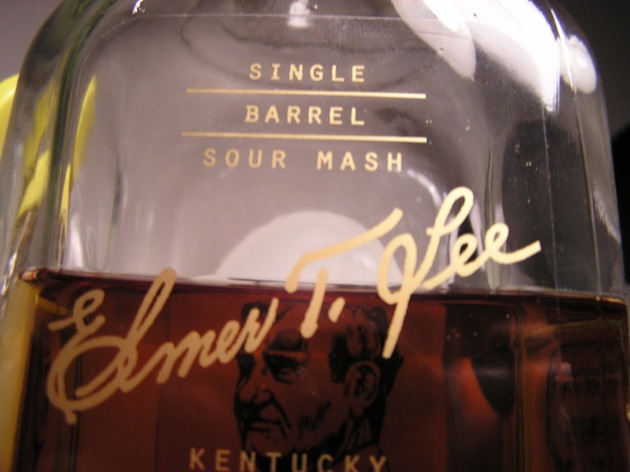 SINGLE
BARREL
SOUR MASH
Elmer T. Lee
KENTUCKY